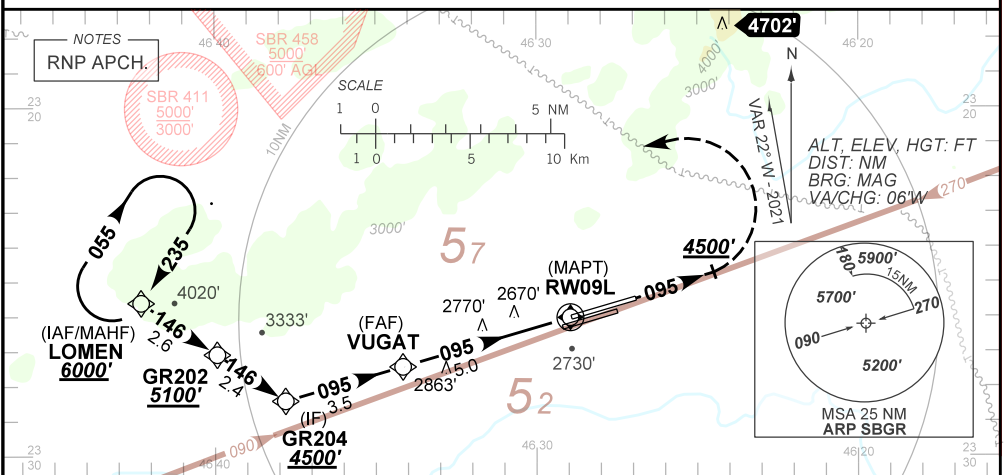 NOTES
RNP APCH.
46 40
46 30
46 20
SBR 458
5000'
600' AGL
SBR 411
5000'
3000'
4702'
4000'
3000'
N
23
20
23
20
SCALE
1 0 5 NM
1 0 5 10 Km
10NM
VAR 22° W - 2021
ALT, ELEV, HGT: FT
DIST: NM
BRG: MAG
VA/CHG: 06'W
270
055
235
3000'
57
4500'
4020'
(IAF/MAHF)
LOMEN
6000'
146
2.6
GR202
5100'
146
2.4
3333'
(IF)
GR204
4500'
095
3.5
(FAF)
VUGAT
2770'
2670'
095
5.0
2863'
(MAPT)
RW09L
095
2730'
52
090
180
5900'
15NM
5700'
270
090
5200'
MSA 25 NM
ARP SBGR
23
30
46 40
46 30
46 20
23
30